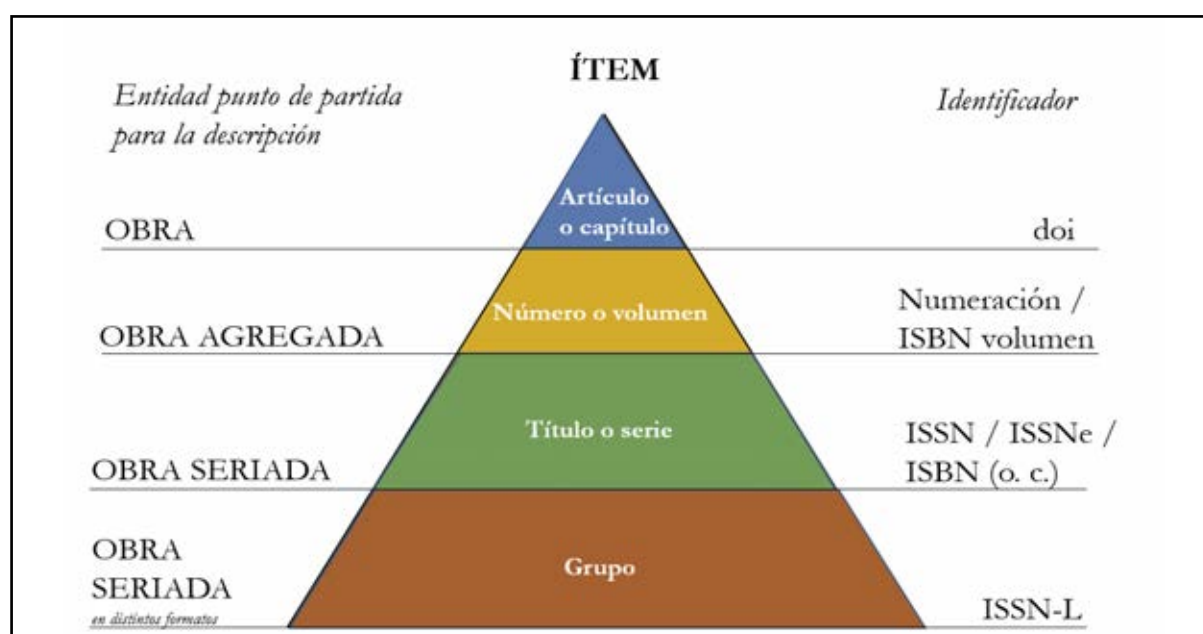 ÍTEM
Entidad punto de partida
para la descripción
Identificador
Artículo
o capítulo
OBRA
doi
Número o volumen
OBRA AGREGADA
Numeración /
ISBN volumen
Título o serie
OBRA SERIADA
ISSN / ISSNe /
ISBN (o. c.)
Grupo
OBRA
SERIADA
en distintos formatos
ISSN-L